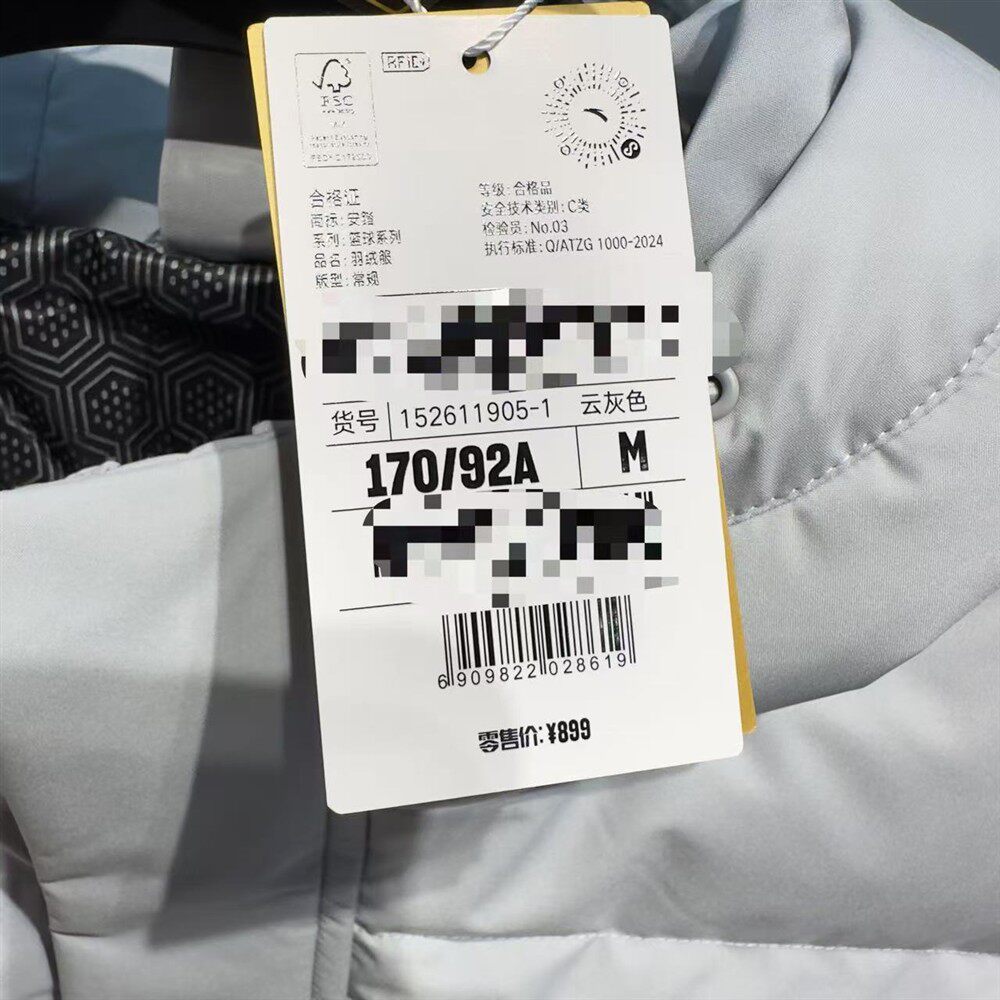 RFID
FSC
合格证
商标:安踏
系列:篮球系列
品名:羽绒服
版型:常规
等级:合格品
安全技术类别:C类
检验员:No.03
执行标准:Q/ATZG 1000-2024
货号 152611905-1 云灰色
170/92A M
6 909822 028619
零售价:¥899